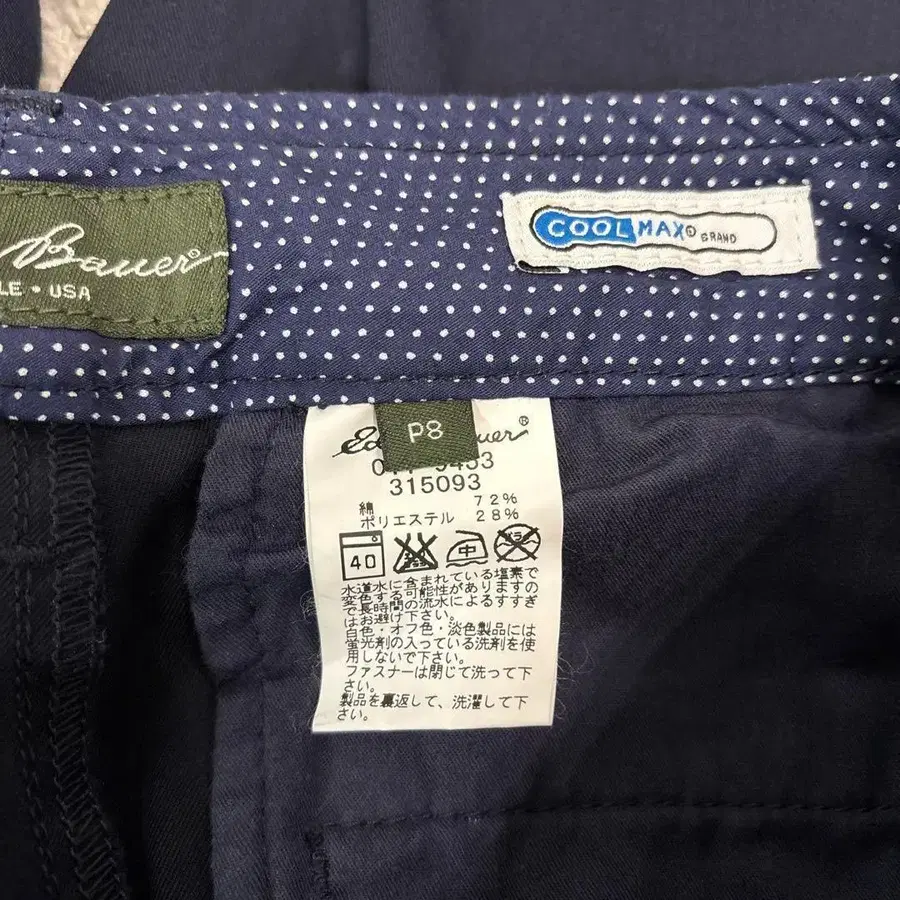 Bauer®
LE • USA
COOLMAX® BRAND
P8
315093
綿 72%
ポリエステル 28%
40 中
水道水に含まれている塩素で
変色する可能性がありますの
で長時間の流水によるすすぎ
はお避け下さい。
白色・オフ色・淡色製品には
蛍光剤の入っている洗剤を使
用しないで下さい。
ファスナーは閉じて洗って下
さい。
製品を裏返して、洗濯して下
さい。